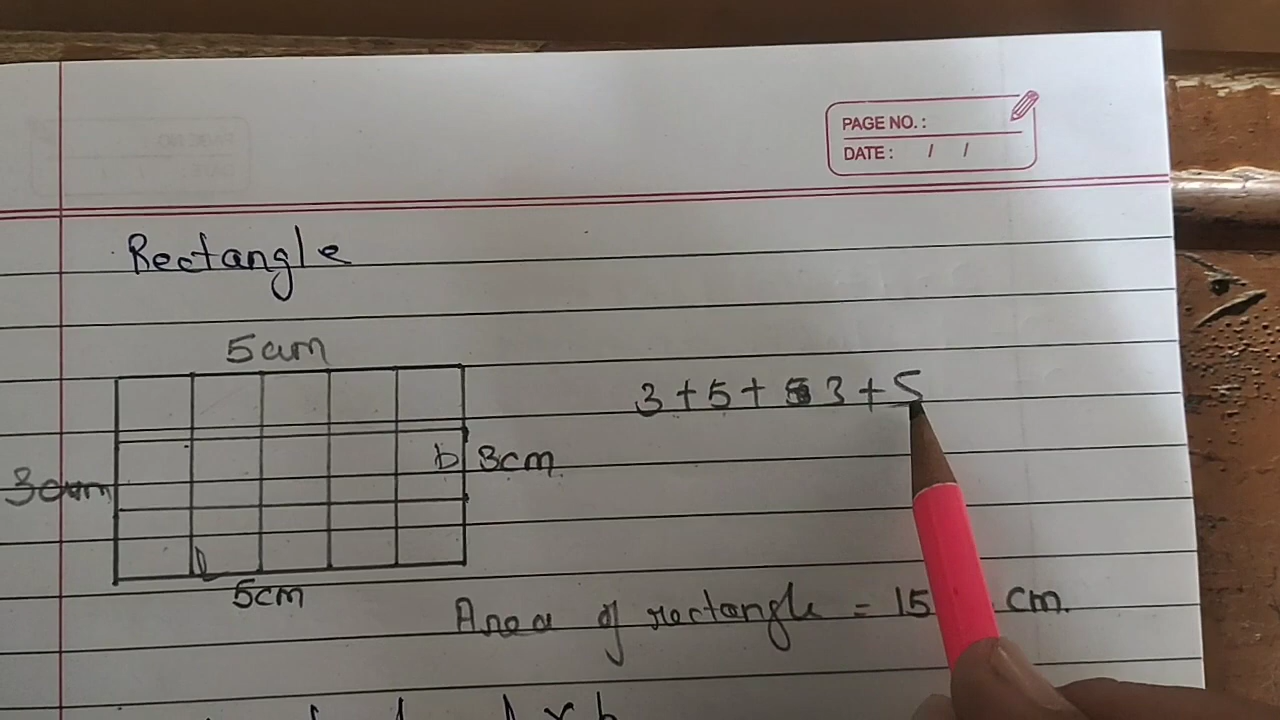 PAGE NO. :
DATE : / /
Rectangle
5cm
3 + 5 + 3 + 5
3cm
b 3cm
l
5cm
Area of rectangle = 15 cm.
l x b